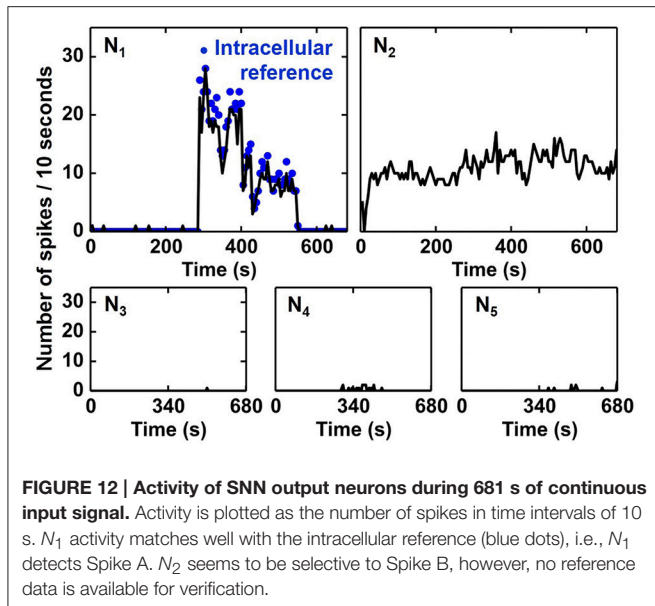 N1
Intracellular
reference
N2
Number of spikes / 10 seconds
30
20
10
0
0 200 400 600
Time (s)
0 200 400 600
Time (s)
N3
N4
N5
30
20
10
0
0 340 680
Time (s)
0 340 680
Time (s)
0 340 680
Time (s)
FIGURE 12 | Activity of SNN output neurons during 681 s of continuous
input signal. Activity is plotted as the number of spikes in time intervals of 10
s. N1 activity matches well with the intracellular reference (blue dots), i.e., N1
detects Spike A. N2 seems to be selective to Spike B, however, no reference
data is available for verification.